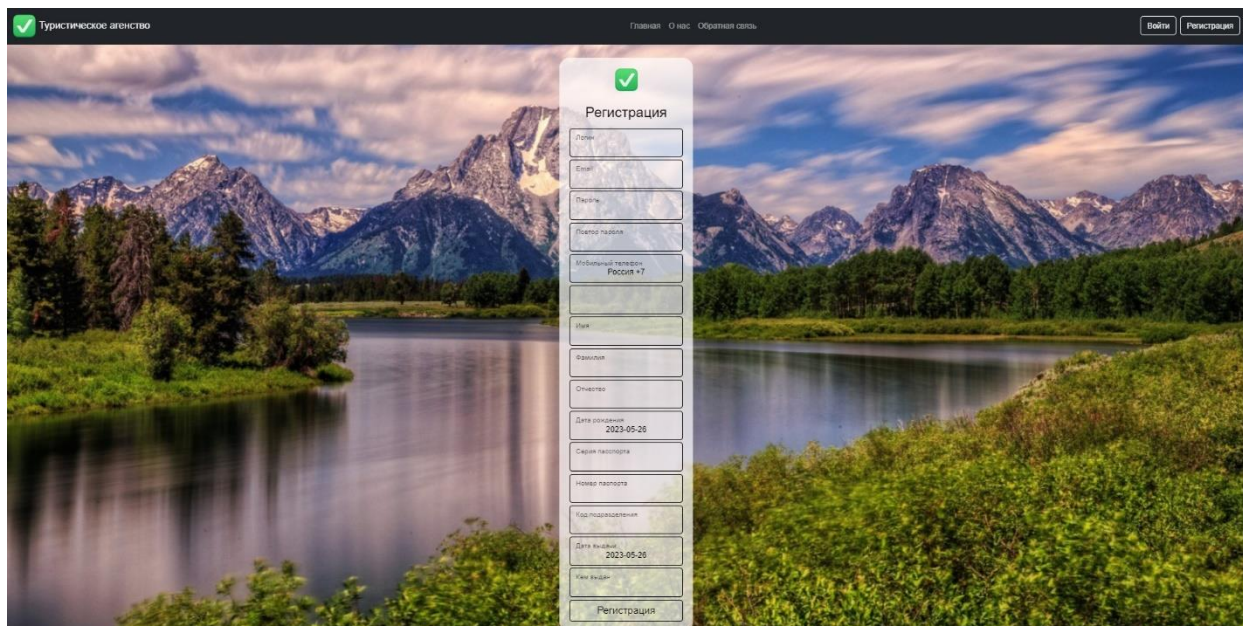 Туристическое агенство
Главная О нас Обратная связь
Войти Регистрация
Регистрация
Логин
Email
Пароль
Повтор пароля
Мобильный телефон
Россия +7
Имя
Фамилия
Отчество
Дата рождения
2023-05-26
Серия паспорта
Номер паспорта
Код подразделения
Дата выдачи
2023-05-26
Кем выдан
Регистрация